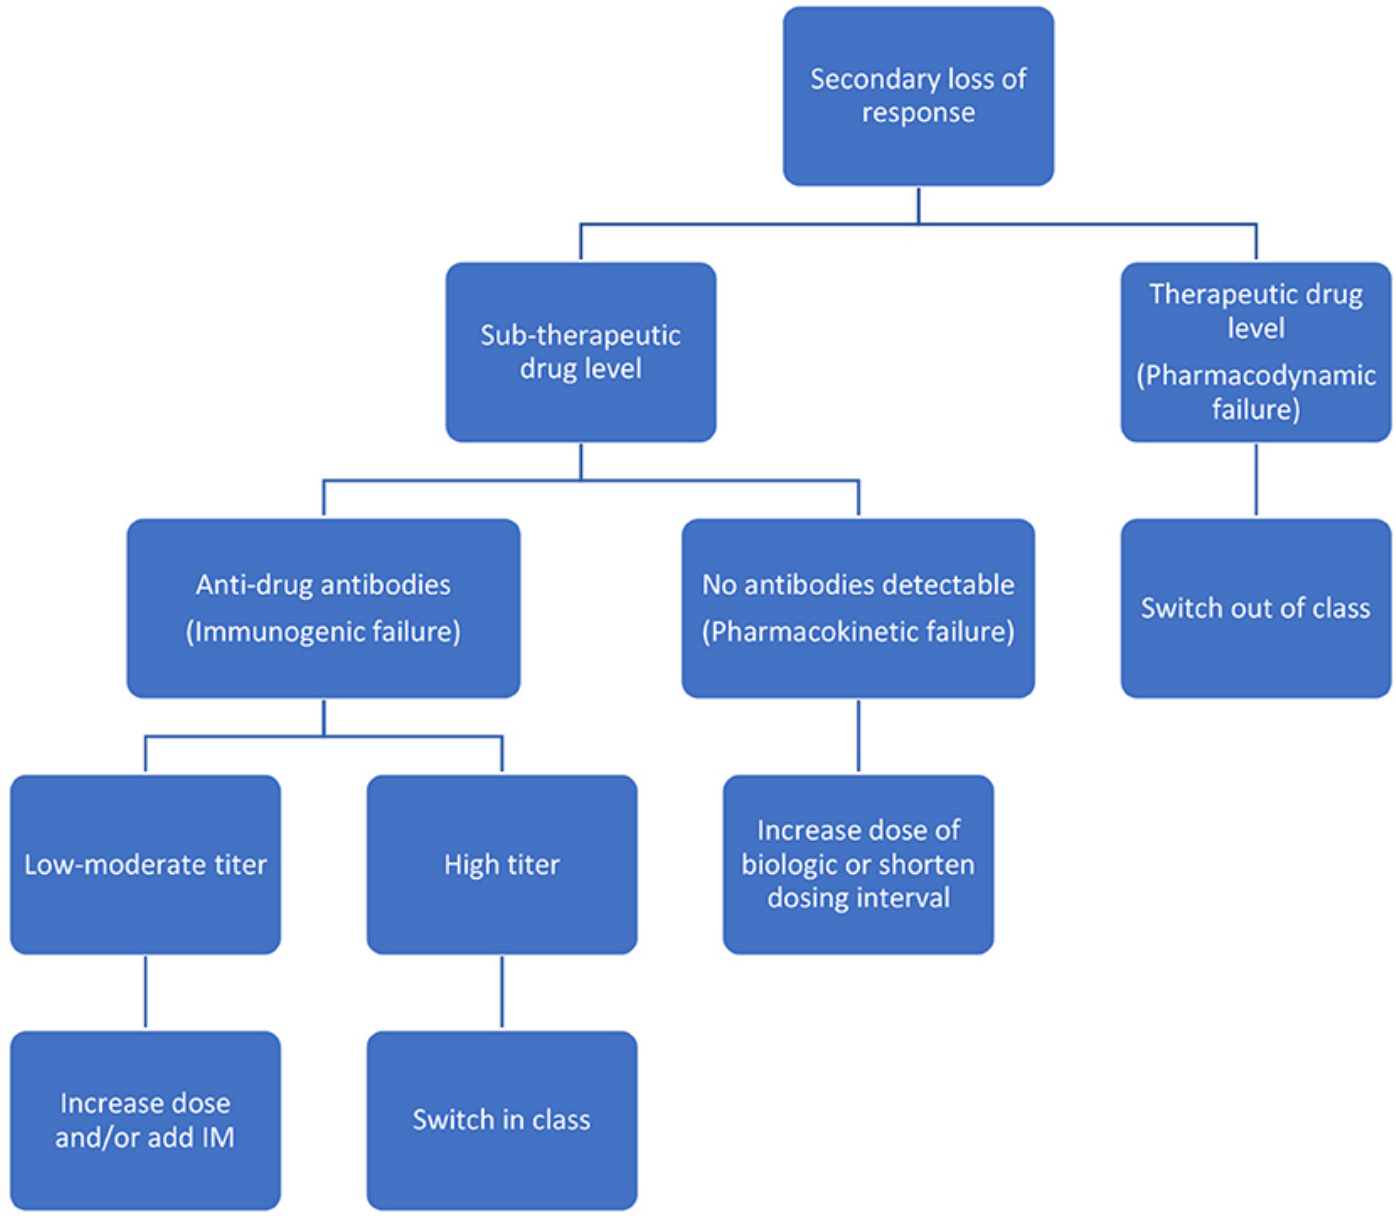 Secondary loss of
response
Sub-therapeutic
drug level
Therapeutic drug
level
(Pharmacodynamic
failure)
Anti-drug antibodies
(Immunogenic failure)
No antibodies detectable
(Pharmacokinetic failure)
Switch out of class
Low-moderate titer
High titer
Increase dose of
biologic or shorten
dosing interval
Increase dose
and/or add IM
Switch in class